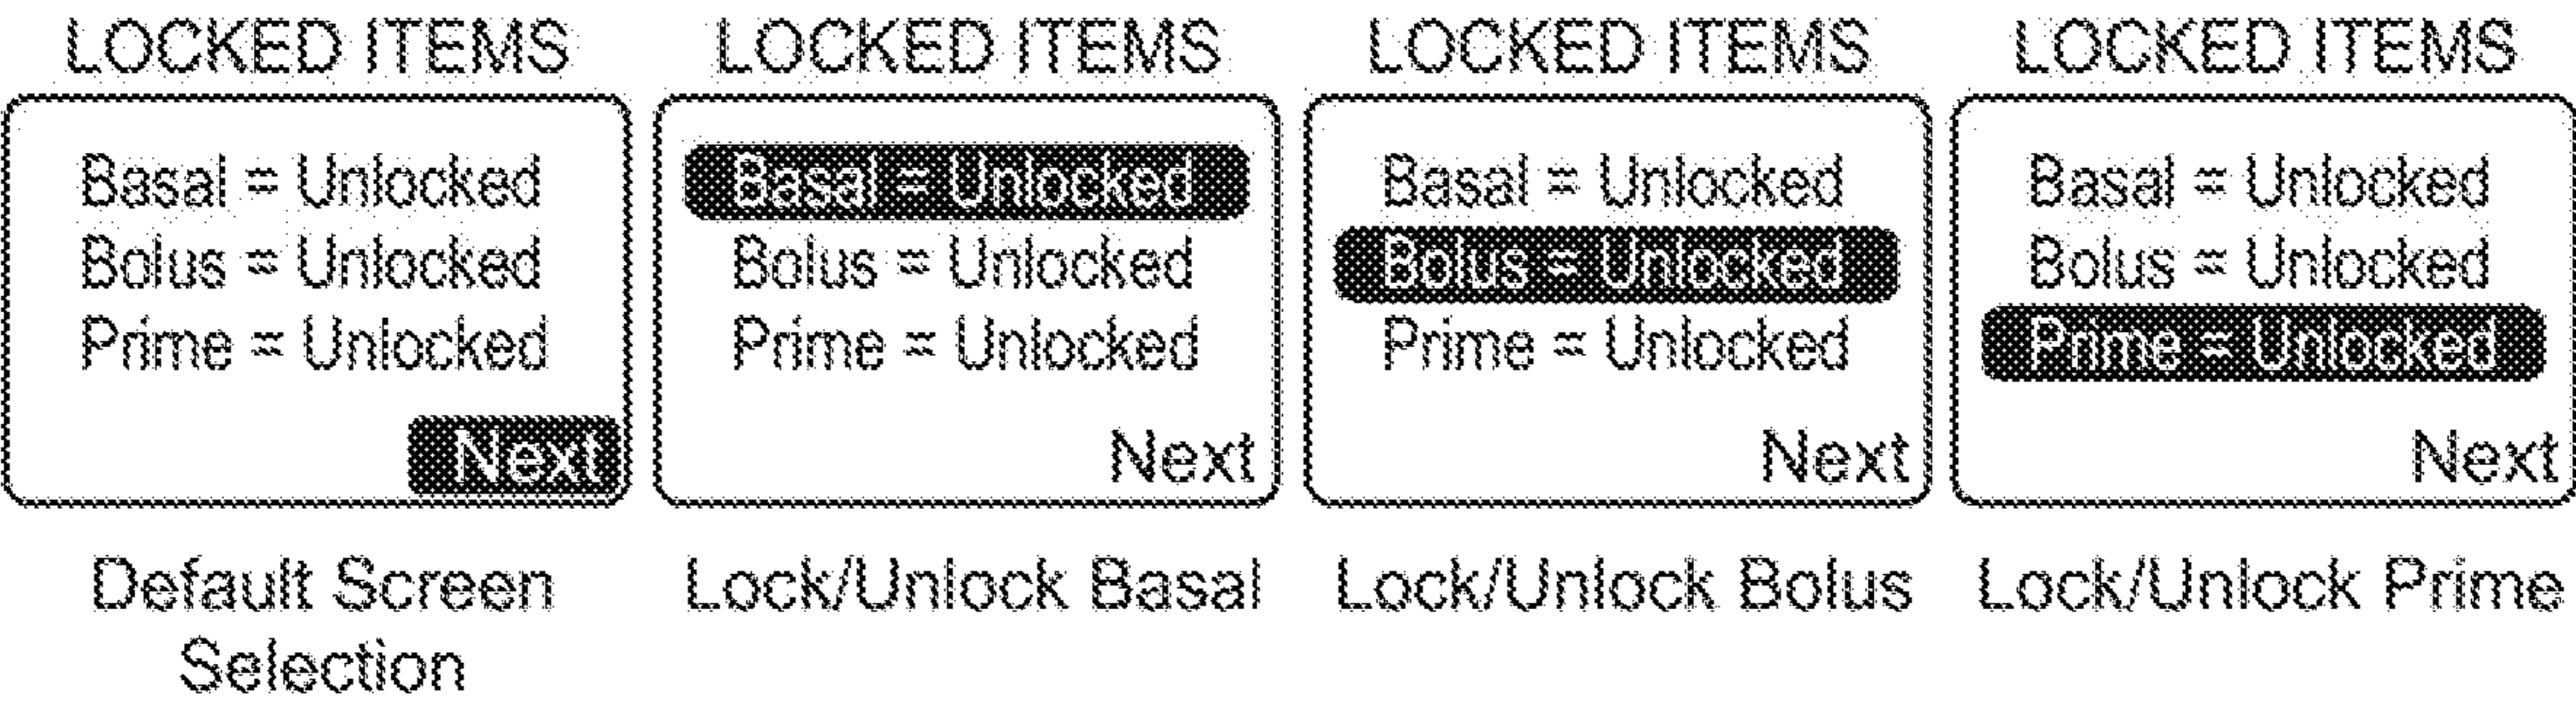 LOCKED ITEMS
Basal = Unlocked
Bolus = Unlocked
Prime = Unlocked
Next
Default Screen
Selection
LOCKED ITEMS
Basal = Unlocked
Bolus = Unlocked
Prime = Unlocked
Next
Lock/Unlock Basal
LOCKED ITEMS
Basal = Unlocked
Bolus = Unlocked
Prime = Unlocked
Next
Lock/Unlock Bolus
LOCKED ITEMS
Basal = Unlocked
Bolus = Unlocked
Prime = Unlocked
Next
Lock/Unlock Prime